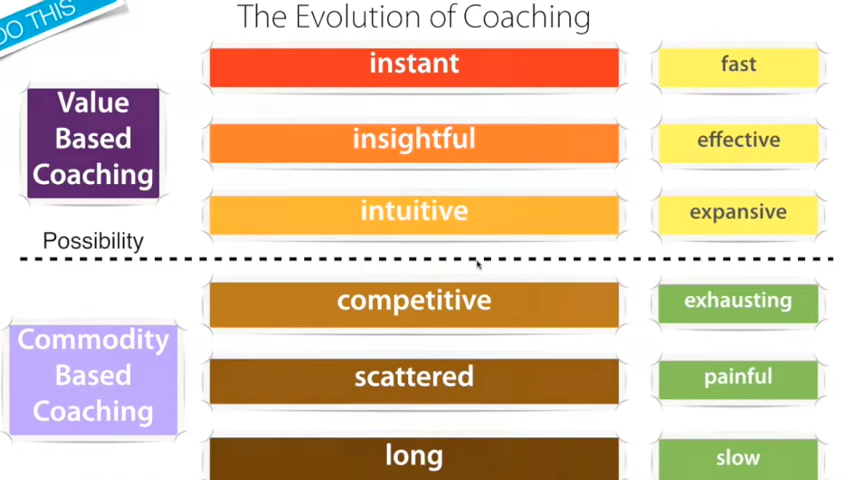 DO THIS
The Evolution of Coaching
instant
fast
Value
Based
Coaching
insightful
effective
intuitive
expansive
Possibility
competitive
exhausting
Commodity
Based
Coaching
scattered
painful
long
slow